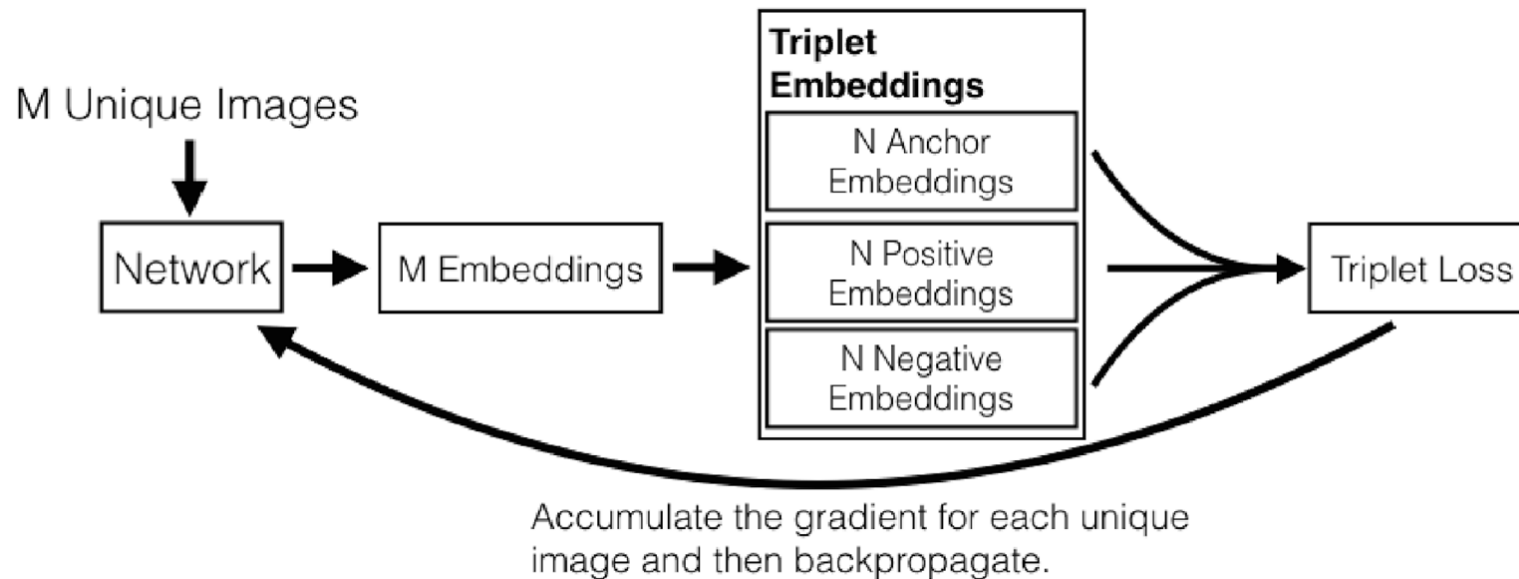 M Unique Images
Network
M Embeddings
Triplet
Embeddings
N Anchor
Embeddings
N Positive
Embeddings
N Negative
Embeddings
Triplet Loss
Accumulate the gradient for each unique
image and then backpropagate.